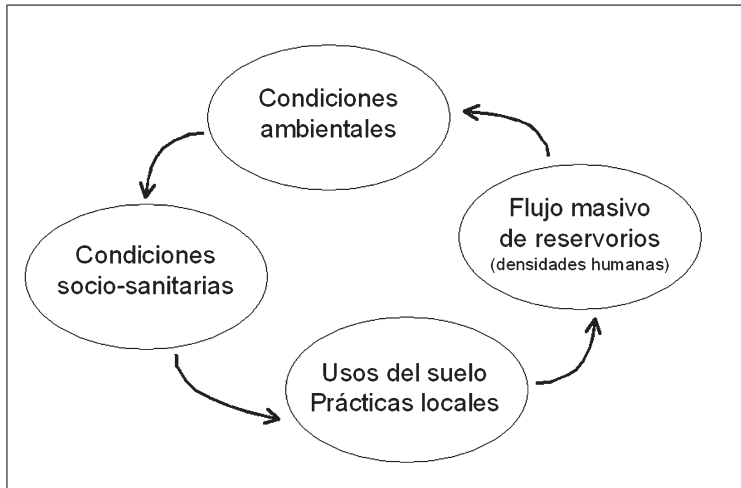 Condiciones
ambientales
Flujo masivo
de reservorios
(densidades humanas)
Condiciones
socio-sanitarias
Usos del suelo
Prácticas locales